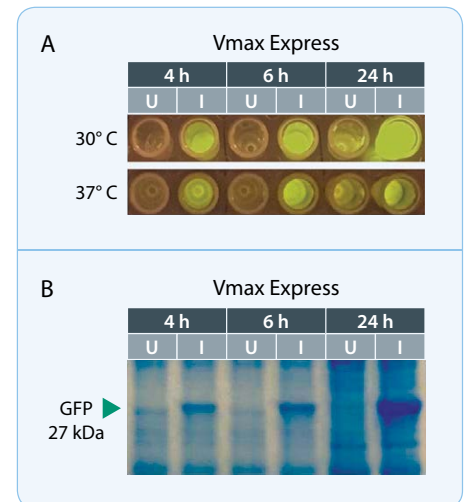 A
Vmax Express
4 h 6 h 24 h
U I U I U I
30° C
37° C
B
Vmax Express
4 h 6 h 24 h
U I U I U I
GFP
27 kDa